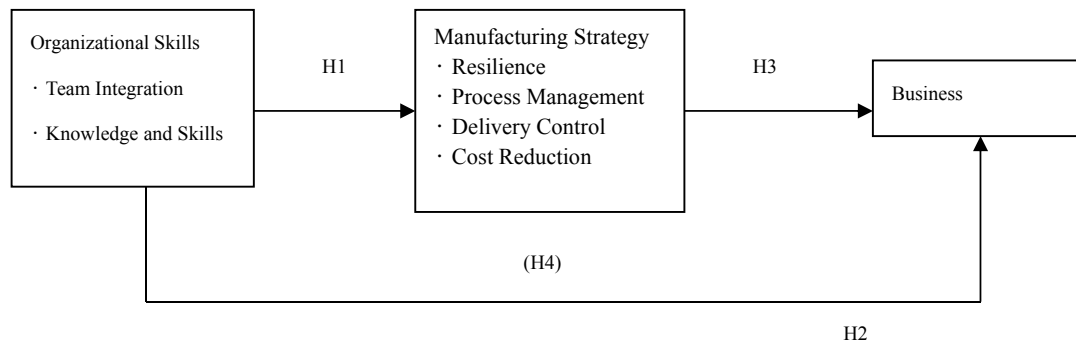 Organizational Skills
· Team Integration
· Knowledge and Skills
H1
Manufacturing Strategy
· Resilience
· Process Management
· Delivery Control
· Cost Reduction
H3
Business
(H4)
H2